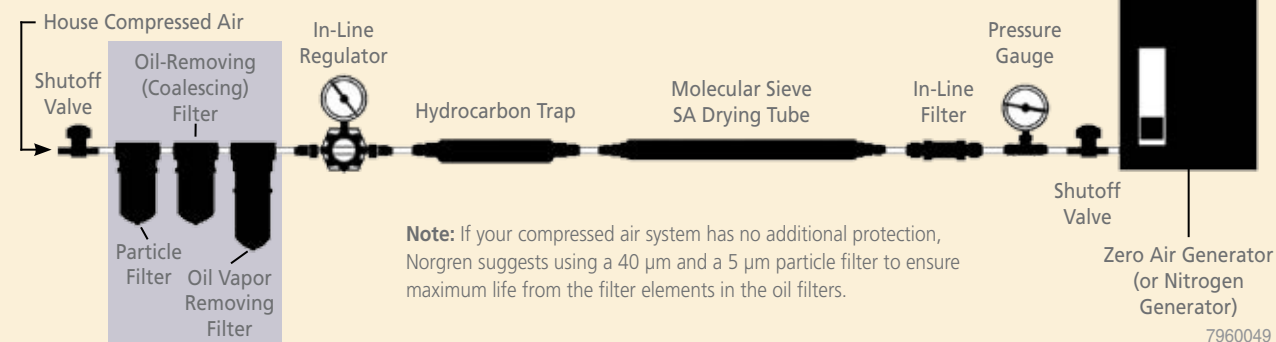 House Compressed Air
Shutoff
Valve
Oil-Removing
(Coalescing)
Filter
In-Line
Regulator
Hydrocarbon Trap
Molecular Sieve
SA Drying Tube
In-Line
Filter
Pressure
Gauge
Shutoff
Valve
Particle
Filter
Oil Vapor
Removing
Filter
Note: If your compressed air system has no additional protection,
Norgren suggests using a 40 µm and a 5 µm particle filter to ensure
maximum life from the filter elements in the oil filters.
Zero Air Generator
(or Nitrogen
Generator)
7960049